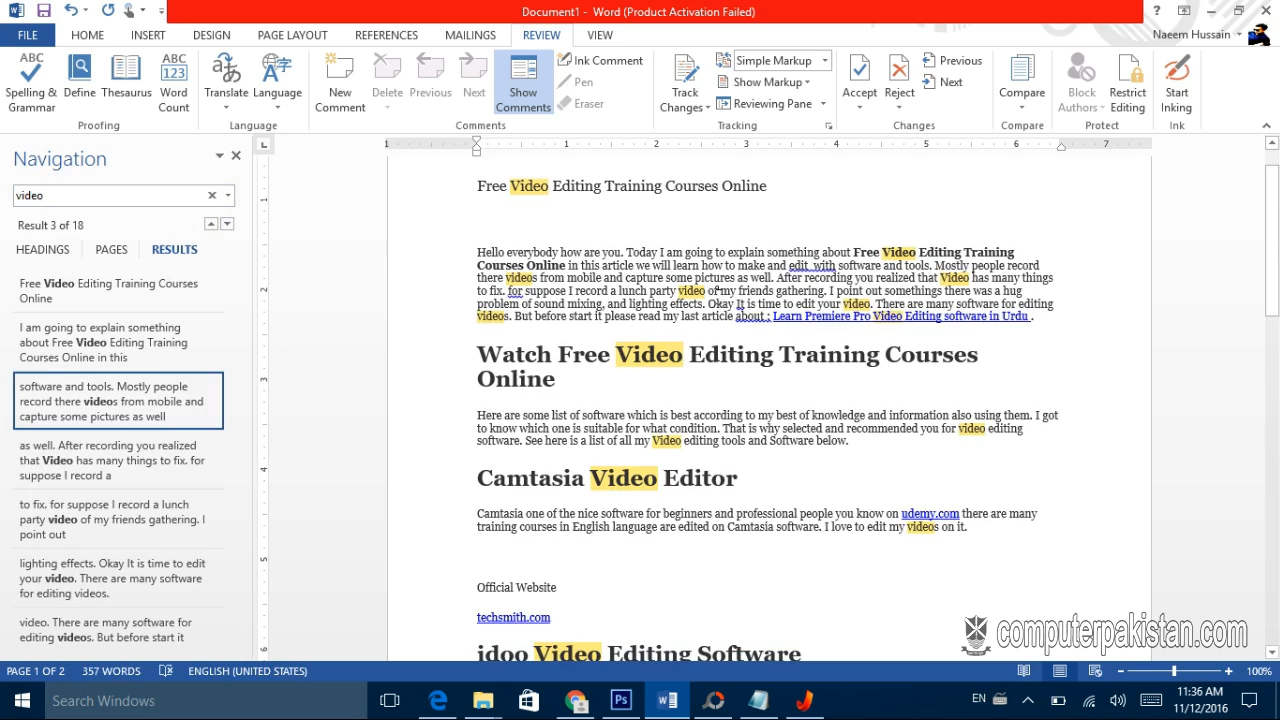 Document1 - Word (Product Activation Failed)
FILE HOME INSERT DESIGN PAGE LAYOUT REFERENCES MAILINGS REVIEW VIEW Naeem Hussain
ABC ABC 123
Spelling & Grammar
Define
Thesaurus
Word Count
Translate
Language
New Comment
Delete
Previous
Next
Show Comments
Ink Comment
Pen
Eraser
Track Changes
Simple Markup
Show Markup
Reviewing Pane
Accept
Reject
Previous
Next
Compare
Block Authors
Restrict Editing
Start Inking
Proofing Language Comments Tracking Changes Compare Protect Ink
Navigation
video
Result 3 of 18
HEADINGS PAGES RESULTS
Free Video Editing Training Courses
Online
I am going to explain something
about Free Video Editing Training
Courses Online in this
software and tools. Mostly people
record there videos from mobile and
capture some pictures as well
as well. After recording you realized
that Video has many things to fix. for
suppose I record a
to fix. for suppose I record a lunch
party video of my friends gathering. I
point out
lighting effects. Okay It is time to edit
your video. There are many software
for editing videos.
video. There are many software for
editing videos. But before start it
1 1 2 3 4 5 6 7
1
2
3
4
5
6
Free Video Editing Training Courses Online
Hello everybody how are you. Today I am going to explain something about Free Video Editing Training
Courses Online in this article we will learn how to make and edit with software and tools. Mostly people record
there videos from mobile and capture some pictures as well. After recording you realized that Video has many things
to fix. for suppose I record a lunch party video of my friends gathering. I point out somethings there was a hug
problem of sound mixing, and lighting effects. Okay It is time to edit your video. There are many software for editing
videos. But before start it please read my last article about : Learn Premiere Pro Video Editing software in Urdu .
Watch Free Video Editing Training Courses
Online
Here are some list of software which is best according to my best of knowledge and information also using them. I got
to know which one is suitable for what condition. That is why selected and recommended you for video editing
software. See here is a list of all my Video editing tools and Software below.
Camtasia Video Editor
Camtasia one of the nice software for beginners and professional people you know on udemy.com there are many
training courses in English language are edited on Camtasia software. I love to edit my videos on it.
Official Website
techsmith.com
idoo Video Editing Software
computerpakistan.com
PAGE 1 OF 2 357 WORDS ENGLISH (UNITED STATES) 100%
Search Windows
Ps
EN
11:36 AM
11/12/2016